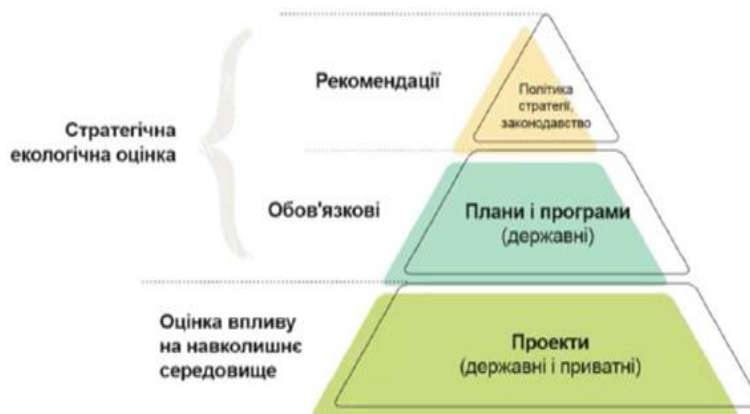 Рекомендації
Політика
стратегії,
законодавство
Стратегічна
екологічна оцінка
Обов'язкові
Плани і програми
(державні)
Оцінка впливу
на навколишнє
середовище
Проекти
(державні і приватні)